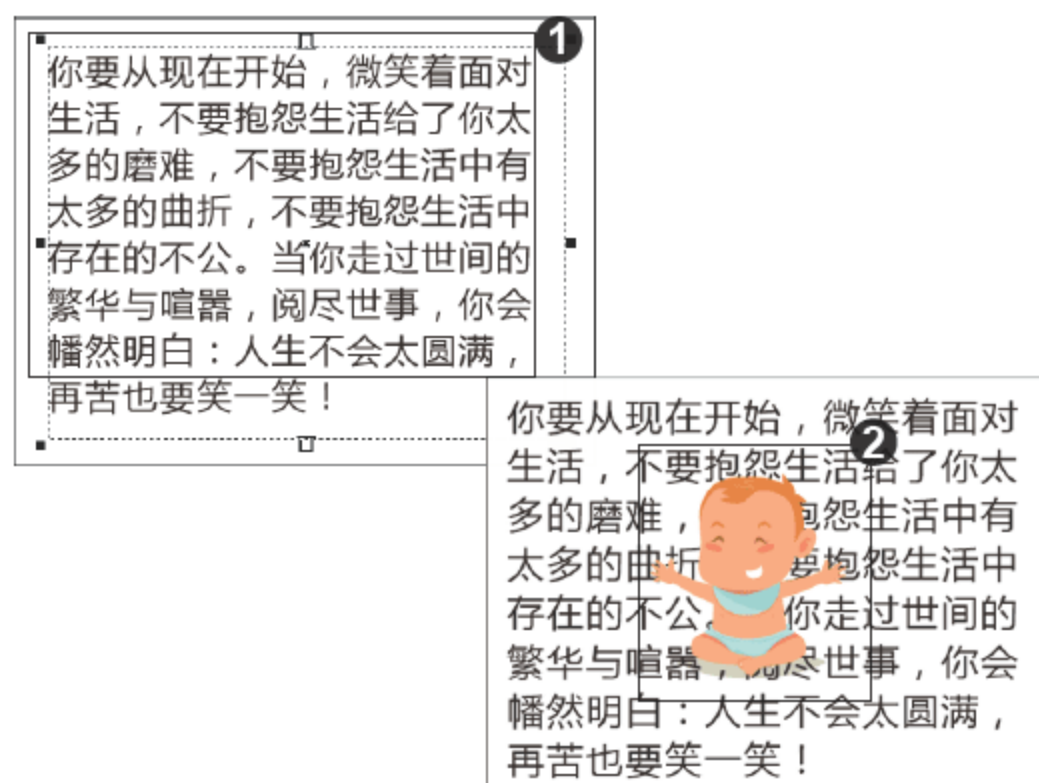 1
你要从现在开始，微笑着面对
生活，不要抱怨生活给了你太
多的磨难，不要抱怨生活中有
太多的曲折，不要抱怨生活中
存在的不公。当你走过世间的
繁华与喧嚣，阅尽世事，你会
幡然明白：人生不会太圆满，
再苦也要笑一笑！
2
你要从现在开始，微笑着面对
生活，不要抱怨生活给了你太
多的磨难，抱怨生活中有
太多的曲折要抱怨生活中
存在的不公。你走过世间的
繁华与喧嚣，阅尽世事，你会
幡然明白：人生不会太圆满，
再苦也要笑一笑！